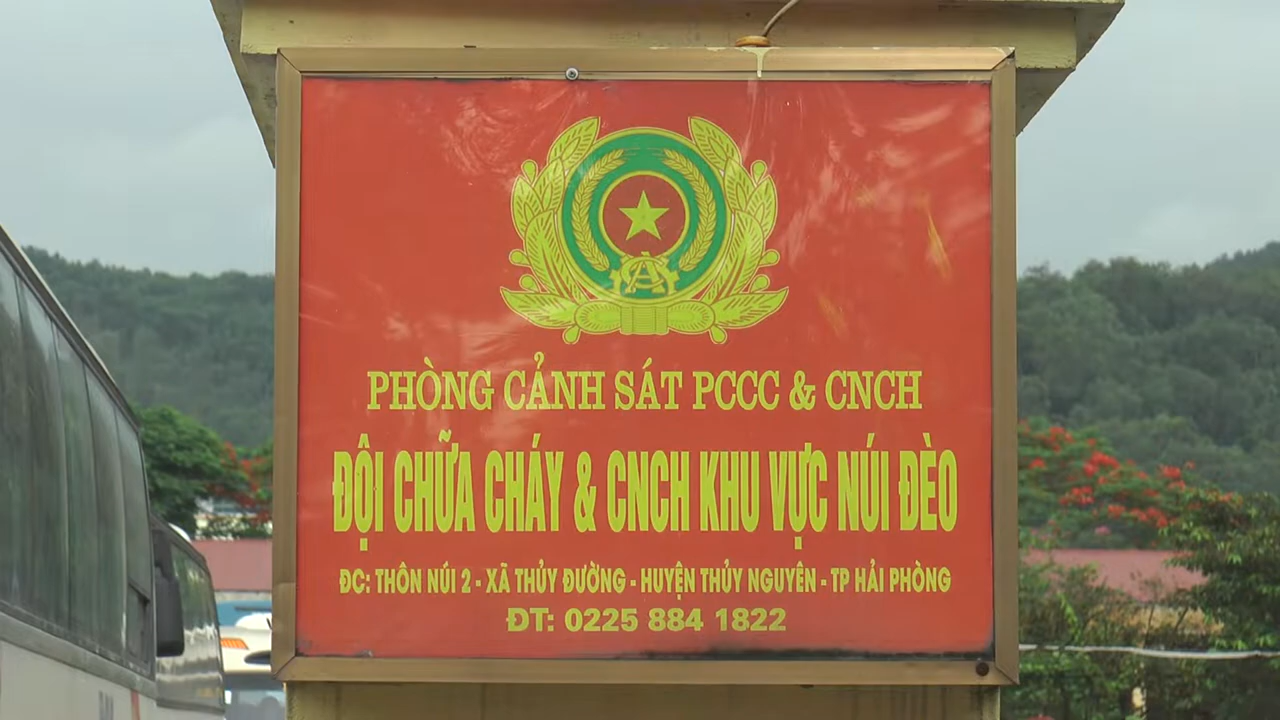 PHÒNG CẢNH SÁT PCCC & CNCH
ĐỘI CHỮA CHÁY & CNCH KHU VỰC NÚI ĐÈO
ĐC: THÔN NÚI 2 - XÃ THỦY ĐƯỜNG - HUYỆN THỦY NGUYÊN - TP HẢI PHÒNG
ĐT: 0225 884 1822